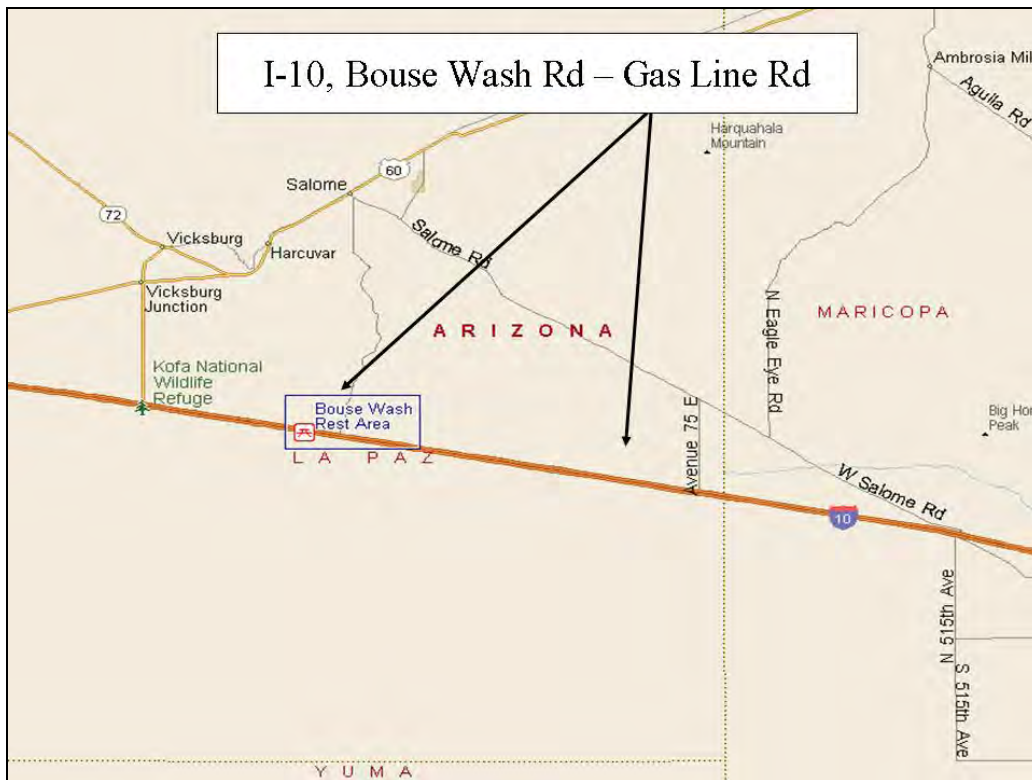 I-10, Bouse Wash Rd – Gas Line Rd
Ambrosia Mil
Aguila Rd
Harquahala
Mountain
60
Salome
72
Salome Rd
Vicksburg
Harcuvar
Vicksburg
Junction
N Eagle Eye Rd
ARIZONA
MARICOPA
Kofa National
Wildlife
Refuge
Bouse Wash
Rest Area
Avenue 75 E
Big Hor
Peak
LA PAZ
W Salome Rd
10
N 515th Ave
S 515th Ave
YUMA